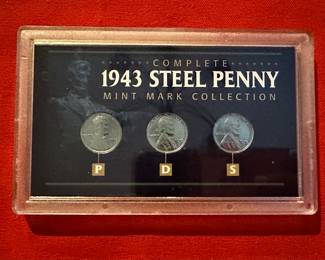 COMPLETE
1943 STEEL PENNY
MINT MARK COLLECTION
P D S